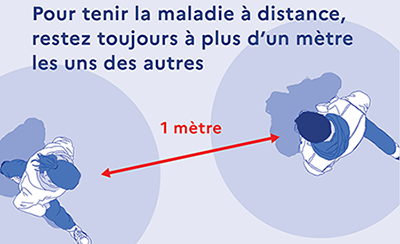 Pour tenir la maladie à distance,
restez toujours à plus d’un mètre
les uns des autres
1 mètre